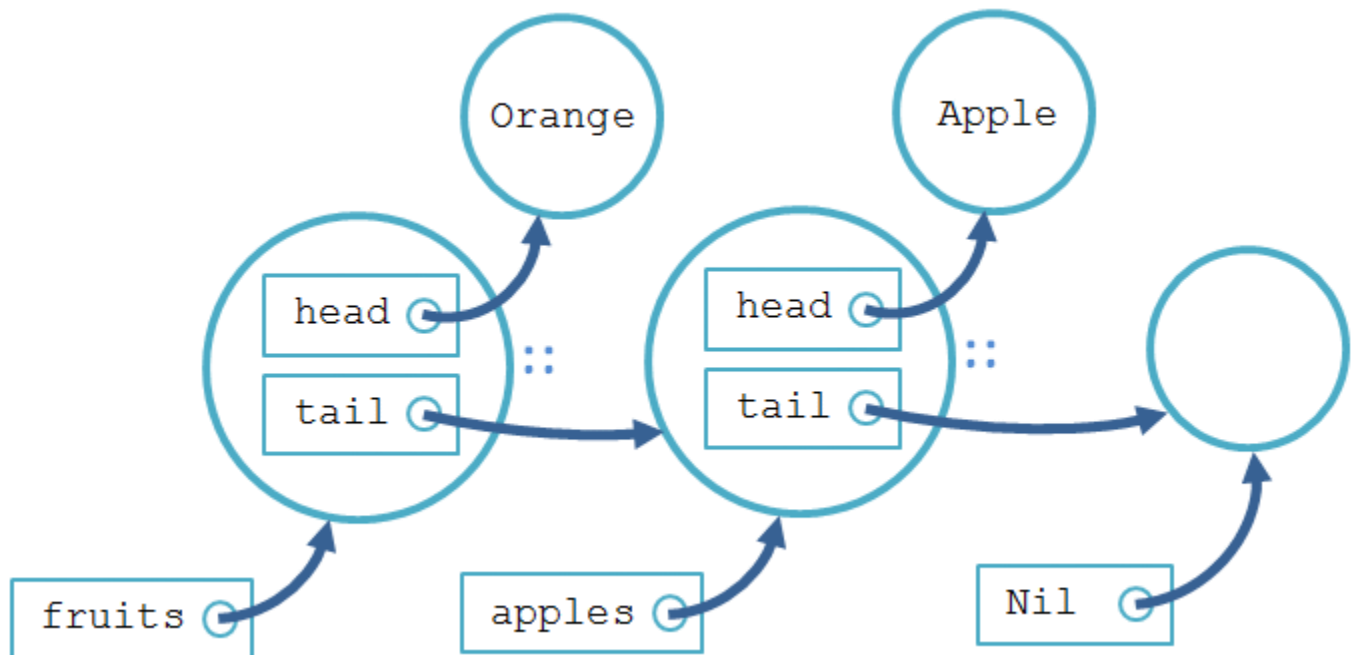 Orange
Apple
head
head
::
::
tail
tail
fruits
apples
Nil